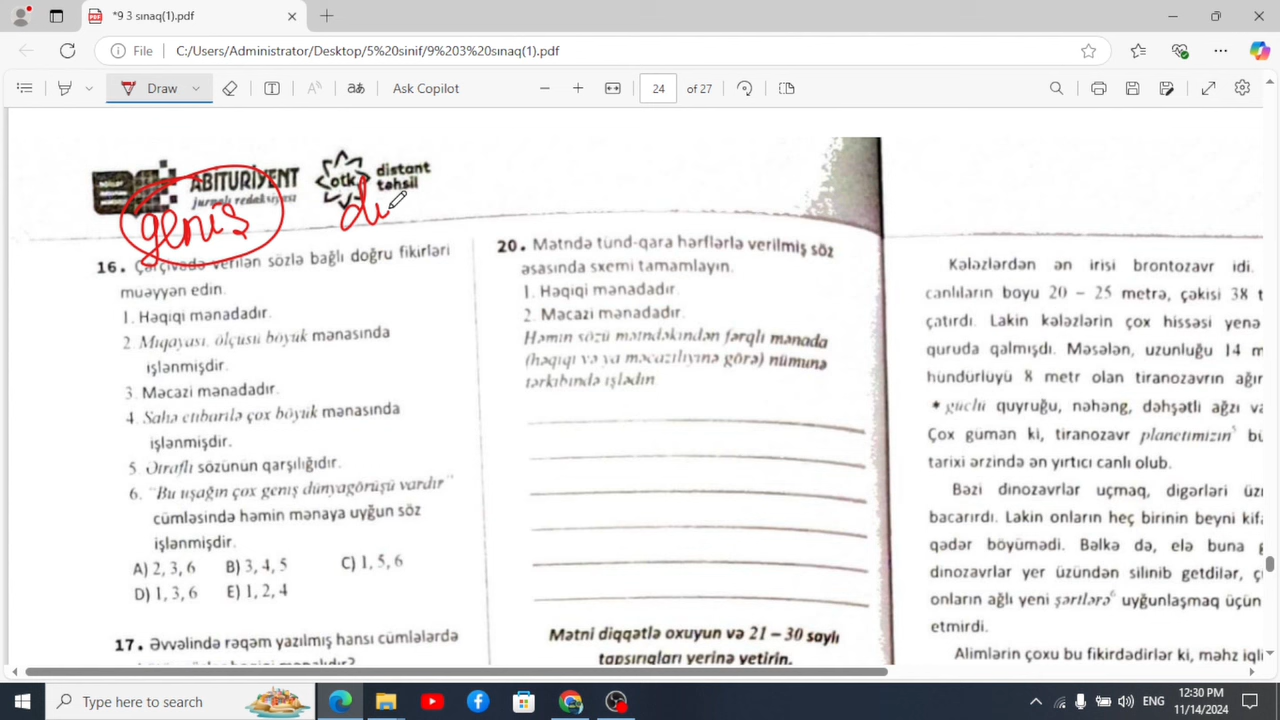 *9 3 sınaq(1).pdf
File
C:/Users/Administrator/Desktop/5%20sinif/9%203%20sınaq(1).pdf
Draw
Ask Copilot
24
of 27
ABİTURİYENT
jurnalı redaksiyası
otk
distant
təhsil
geniş
16. Çərçivədə verilən sözlə bağlı doğru fikirləri
müəyyən edin.
1. Həqiqi mənadadır.
2. Miqyası, ölçüsü böyük mənasında
işlənmişdir.
3. Məcazi mənadadır.
4. Sahə etibarilə çox böyük mənasında
işlənmişdir.
5. Ətraflı sözünün qarşılığıdır.
6. "Bu uşağın çox geniş dünyagörüşü vardır"
cümləsində həmin mənaya uyğun söz
işlənmişdir.
A) 2, 3, 6 B) 3, 4, 5 C) 1, 5, 6
D) 1, 3, 6 E) 1, 2, 4
17. Əvvəlində rəqəm yazılmış hansı cümlələrdə
20. Mətndə tünd-qara hərflərlə verilmiş söz
əsasında sxemi tamamlayın.
1. Həqiqi mənadadır.
2. Məcazi mənadadır.
Həmin sözü mətndəkindən fərqli mənada
(həqiqi və ya məcaziliyinə görə) nümunə
tərkibində işlədin
Mətni diqqətlə oxuyun və 21 – 30 saylı
tapşırıqları yerinə yetirin.
Kələzlərdən ən irisi brontozavr idi.
canlıların boyu 20 – 25 metrə, çəkisi 38 t
çatırdı. Lakin kələzlərin çox hissəsi yenə
quruda qalmışdı. Məsələn, uzunluğu 14 m
hündürlüyü 8 metr olan tiranozavrın ağır
* güclü quyruğu, nəhəng, dəhşətli ağzı va
Çox güman ki, tiranozavr planetimizin⁵ bü
tarixi ərzində ən yırtıcı canlı olub.
Bəzi dinozavrlar uçmaq, digərləri üz
bacarırdı. Lakin onların heç birinin beyni kif
qədər böyümədi. Bəlkə də, elə buna g
dinozavrlar yer üzündən silinib getdilər, ç
onların ağlı yeni şərtlərə⁶ uyğunlaşmaq üçün
etmirdi.
Alimlərin çoxu bu fikirdədirlər ki, məhz iqli
Type here to search
ENG
12:30 PM
11/14/2024